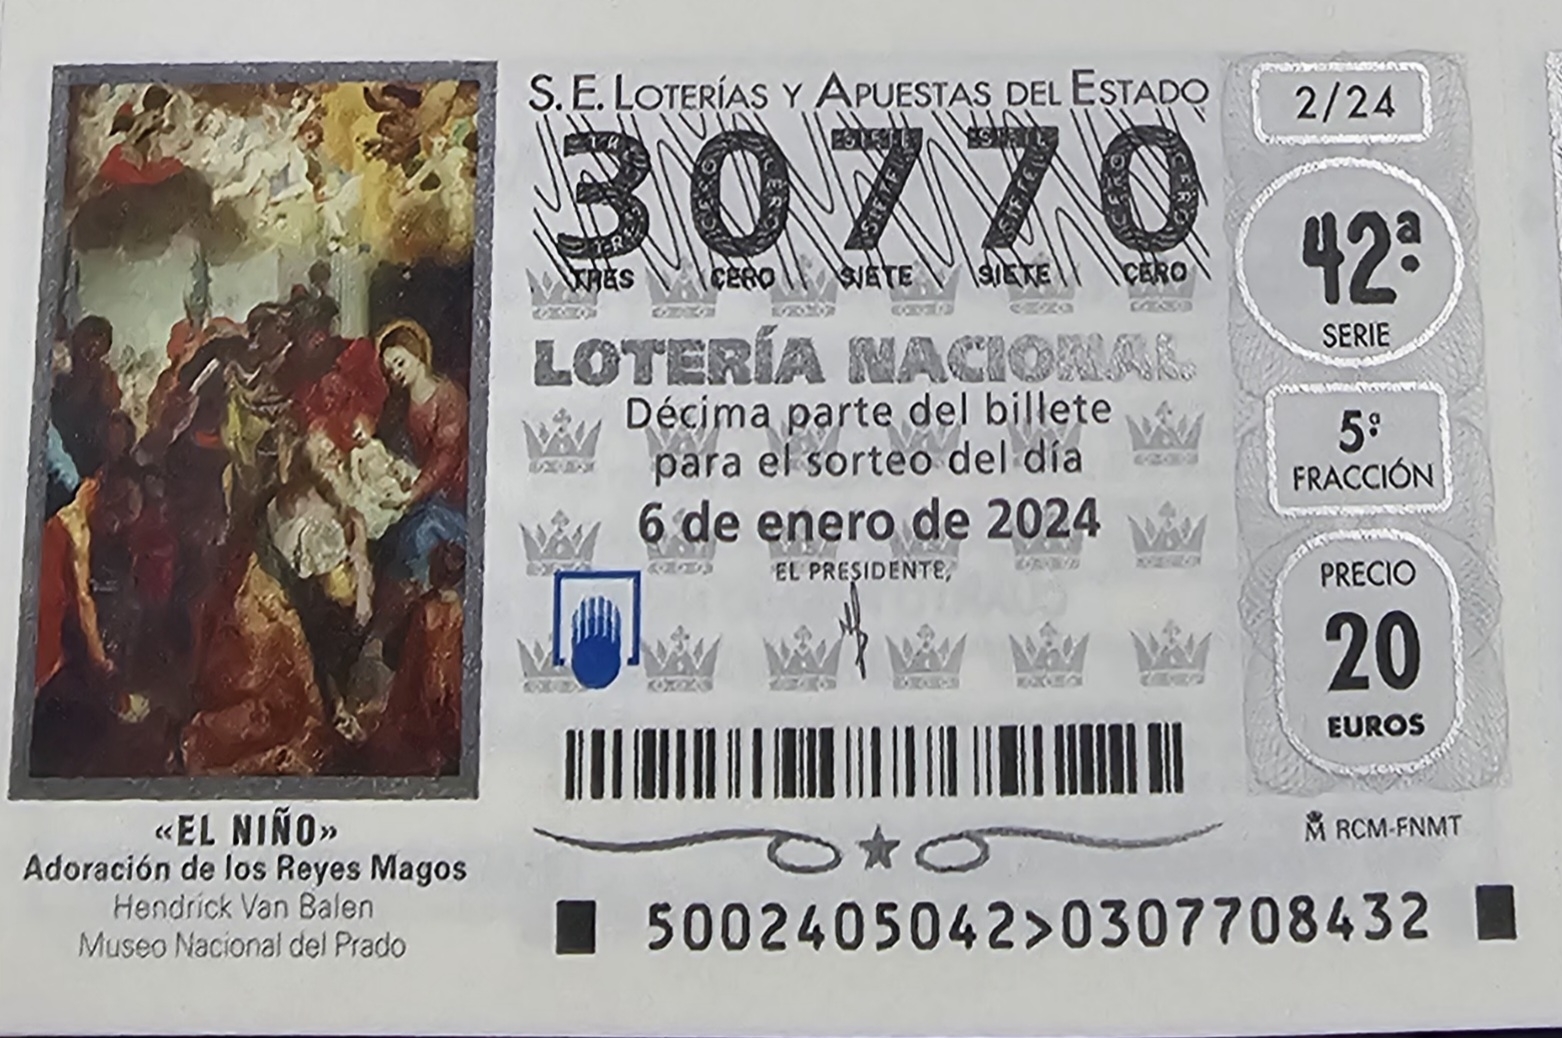 S. E. LOTERÍAS Y APUESTAS DEL ESTADO
30770
TRES CERO SIETE SIETE CERO
LOTERÍA NACIONAL
Décima parte del billete
para el sorteo del día
6 de enero de 2024
EL PRESIDENTE,
2/24
42ª
SERIE
5ª
FRACCIÓN
PRECIO
20
EUROS
RCM-FNMT
«EL NIÑO»
Adoración de los Reyes Magos
Hendrick Van Balen
Museo Nacional del Prado
5002405042>0307708432